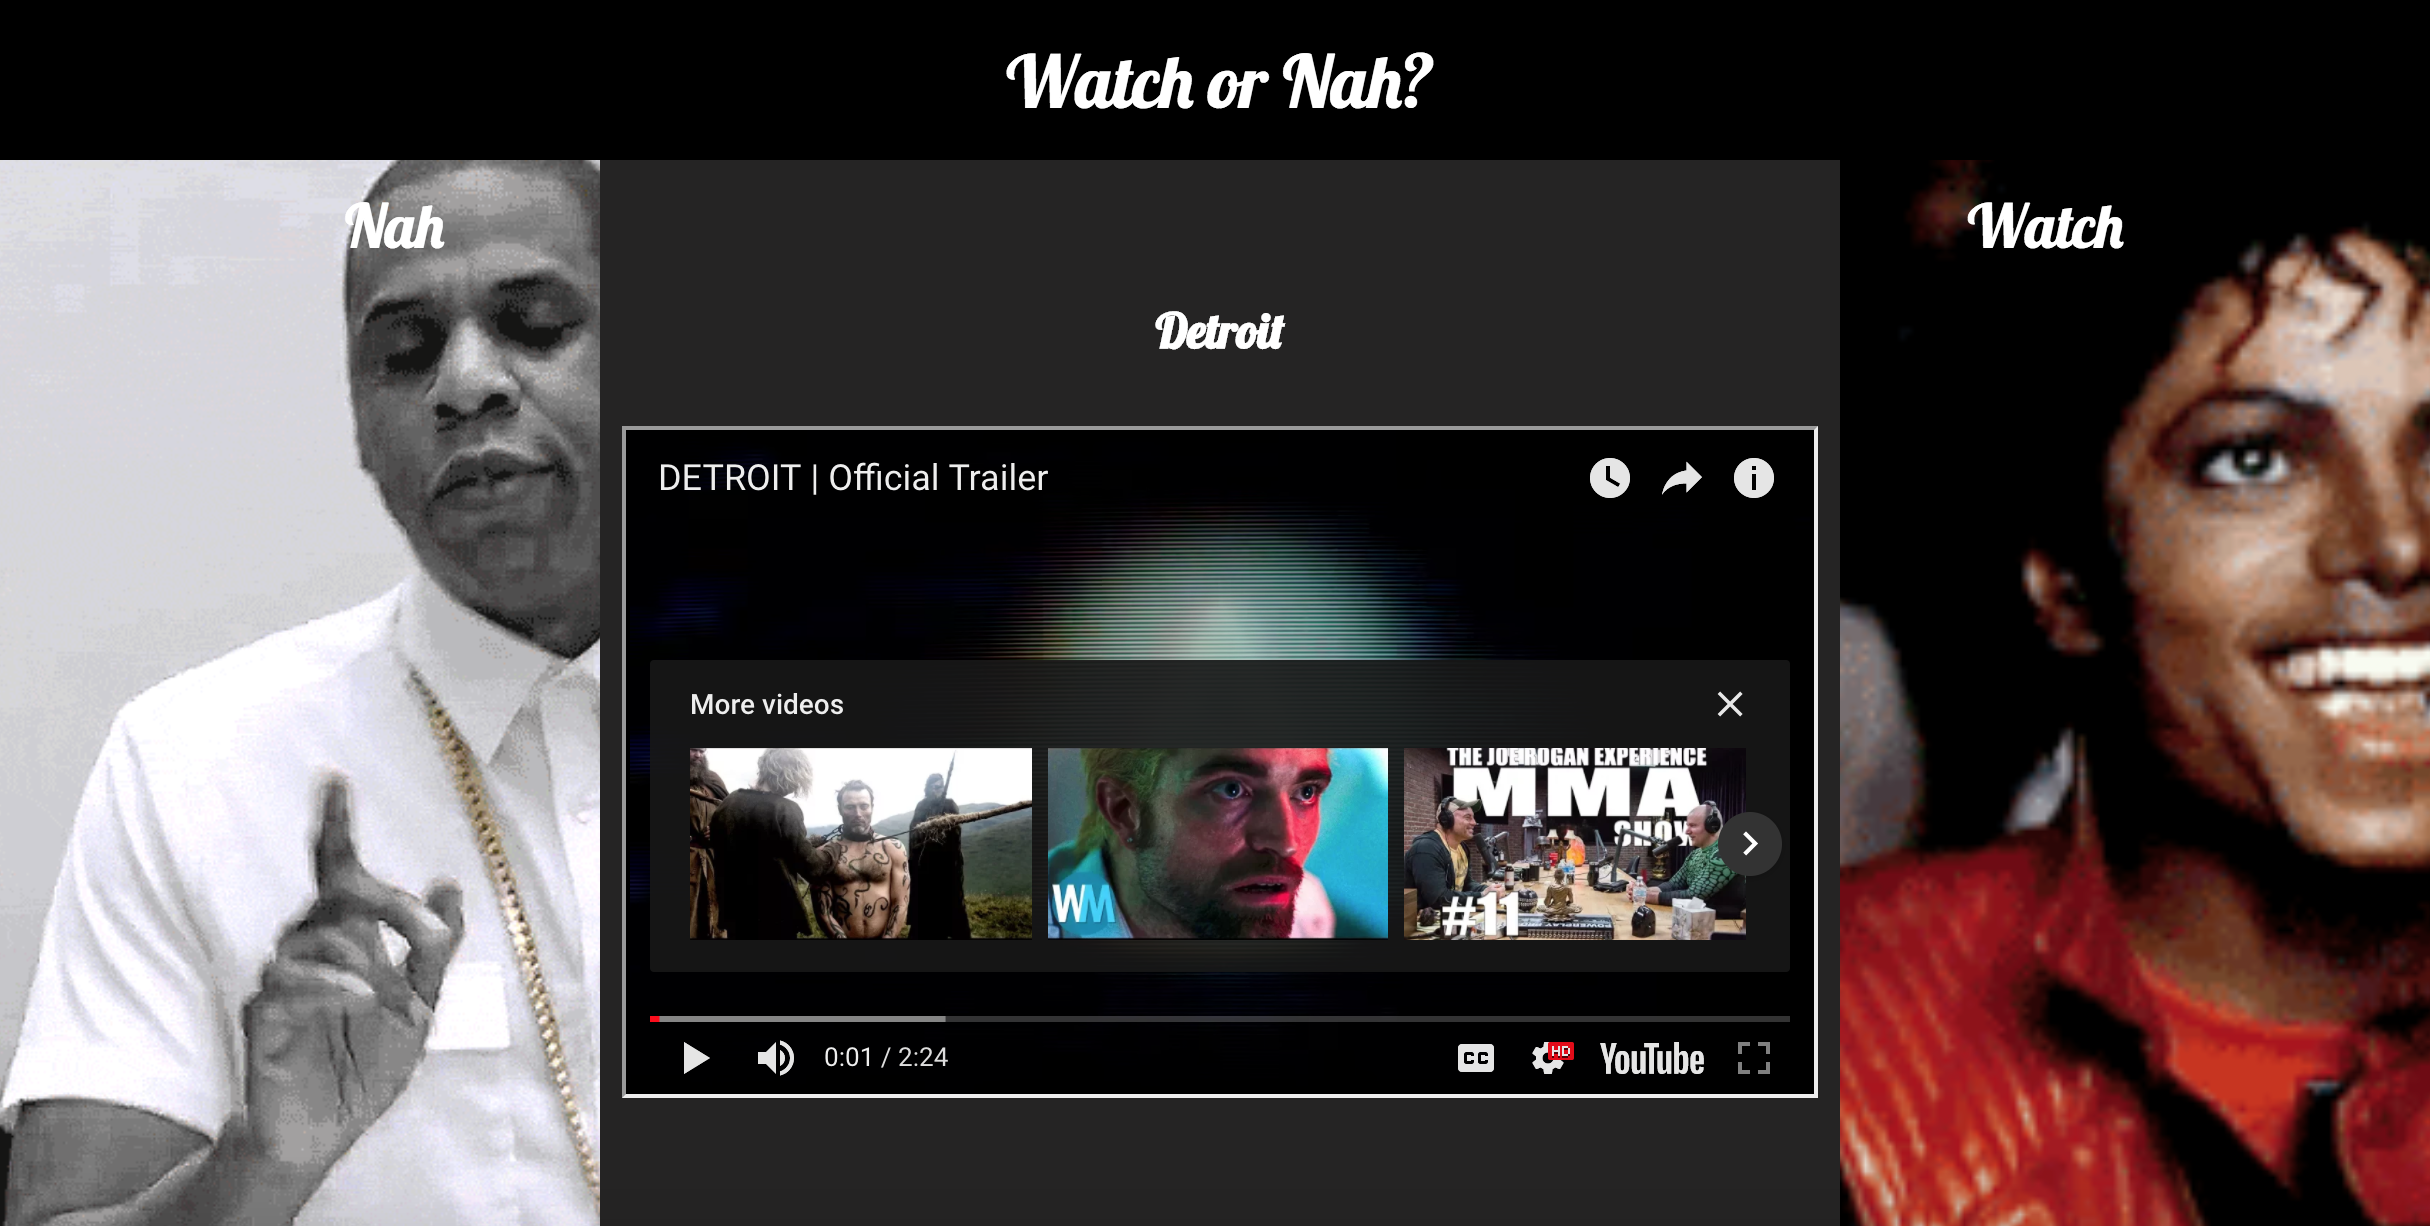 Watch or Nah?
Nah
Watch
Detroit
DETROIT | Official Trailer
More videos
WM
THE JOE ROGAN EXPERIENCE
MMA
SHOW
#11
0:01 / 2:24
CC
HD
YouTube